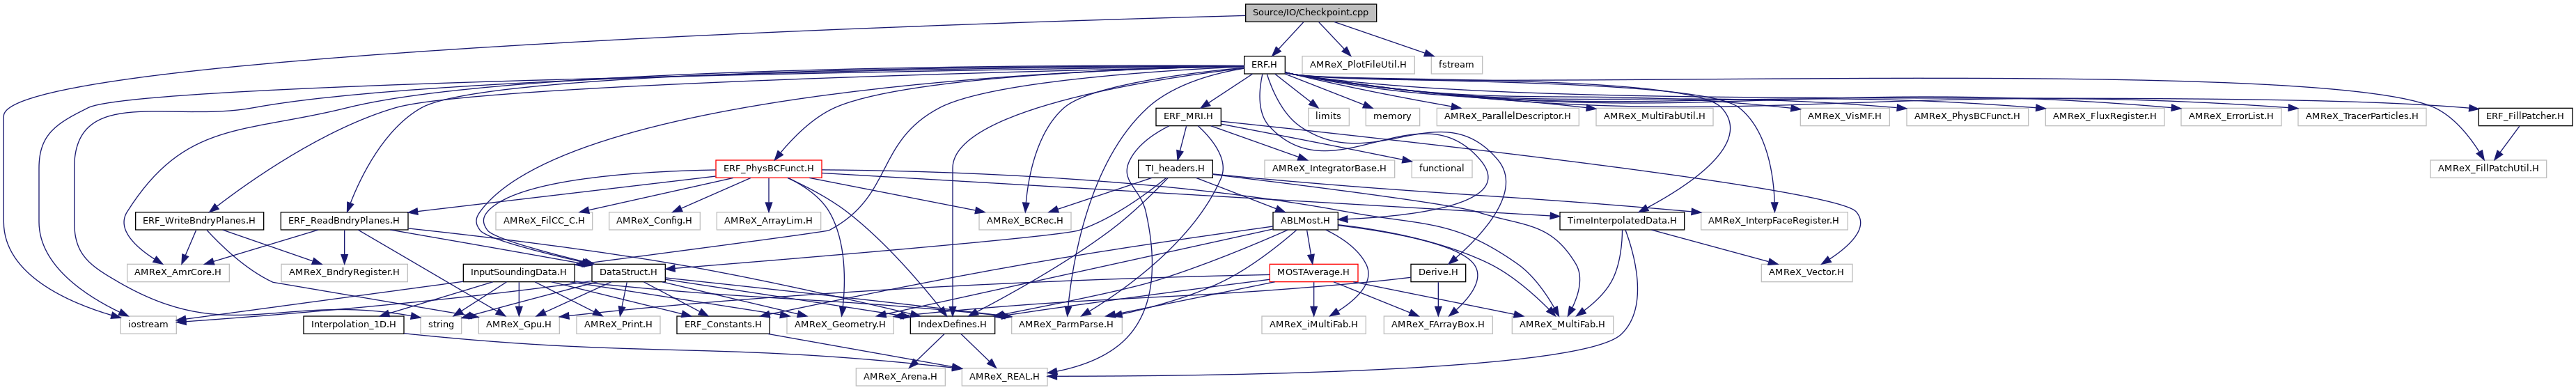 Source/IO/Checkpoint.cpp
ERF.H
AMReX_PlotFileUtil.H
fstream
ERF_MRI.H
limits
memory
AMReX_ParallelDescriptor.H
AMReX_MultiFabUtil.H
AMReX_VisMF.H
AMReX_PhysBCFunct.H
AMReX_FluxRegister.H
AMReX_ErrorList.H
AMReX_TracerParticles.H
ERF_FillPatcher.H
ERF_PhysBCFunct.H
TI_headers.H
AMReX_IntegratorBase.H
functional
AMReX_FillPatchUtil.H
ERF_WriteBndryPlanes.H
ERF_ReadBndryPlanes.H
AMReX_FilCC_C.H
AMReX_Config.H
AMReX_ArrayLim.H
AMReX_BCRec.H
ABLMost.H
TimeInterpolatedData.H
AMReX_InterpFaceRegister.H
AMReX_AmrCore.H
AMReX_BndryRegister.H
InputSoundingData.H
DataStruct.H
MOSTAverage.H
Derive.H
AMReX_Vector.H
iostream
Interpolation_1D.H
string
AMReX_Gpu.H
AMReX_Print.H
ERF_Constants.H
AMReX_Geometry.H
IndexDefines.H
AMReX_ParmParse.H
AMReX_iMultiFab.H
AMReX_FArrayBox.H
AMReX_MultiFab.H
AMReX_Arena.H
AMReX_REAL.H